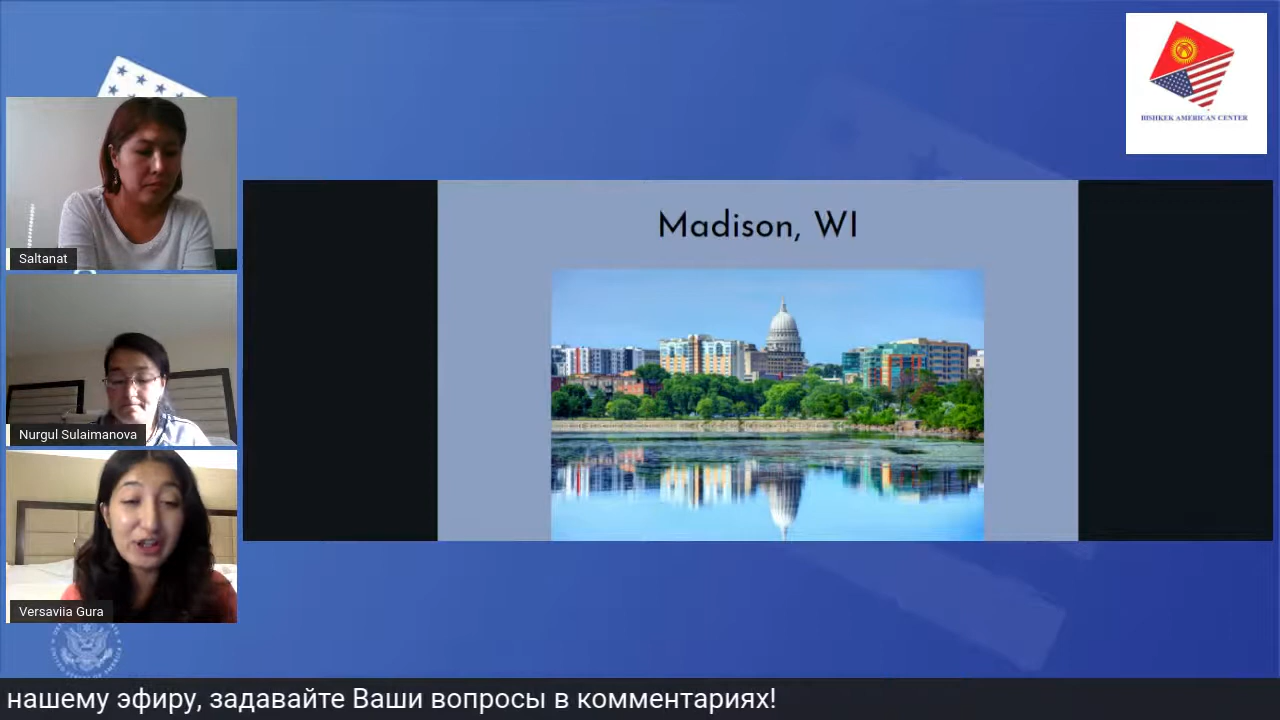 BISHKEK AMERICAN CENTER
Saltanat
Madison, WI
Nurgul Sulaimanova
Versaviia Gura
нашему эфиру, задавайте Ваши вопросы в комментариях!